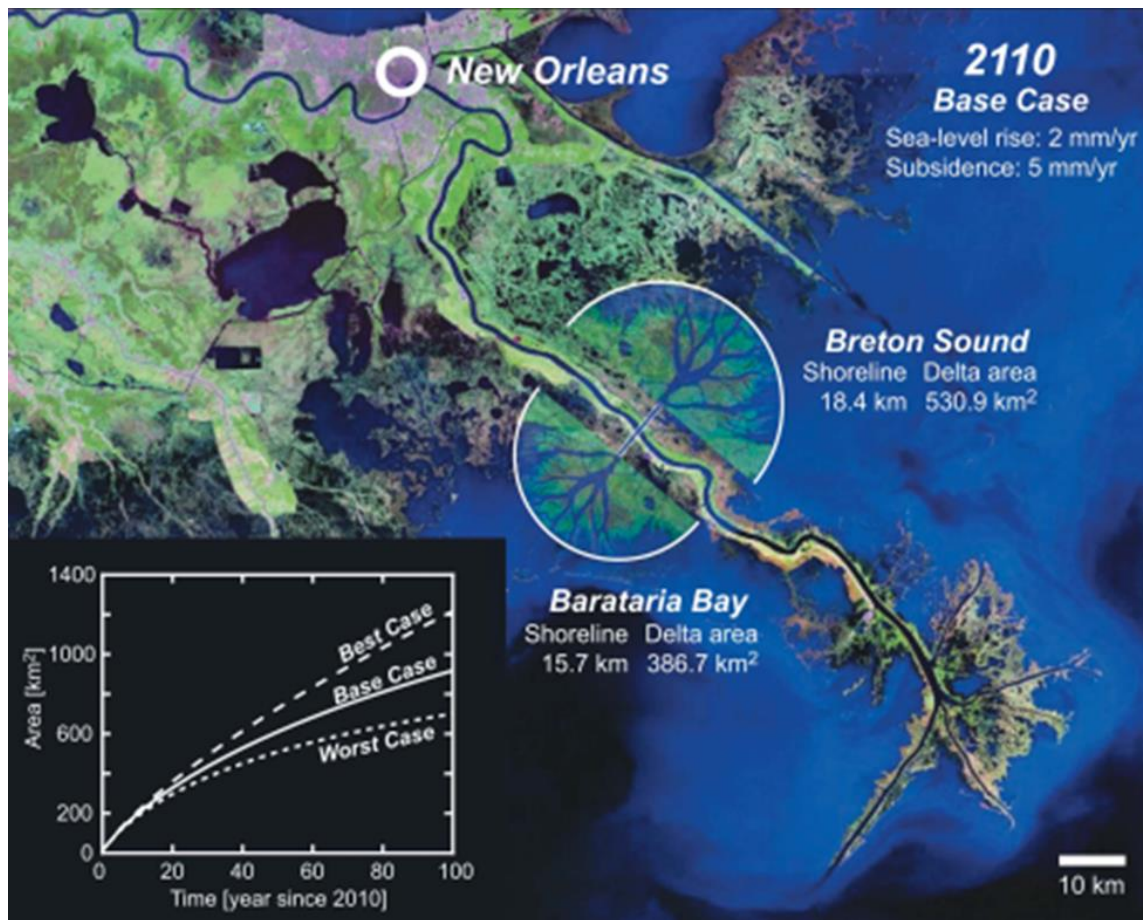 New Orleans
2110
Base Case
Sea-level rise: 2 mm/yr
Subsidence: 5 mm/yr
Breton Sound
Shoreline Delta area
18.4 km 530.9 km²
Barataria Bay
Shoreline Delta area
15.7 km 386.7 km²
1400
1000
600
200
0
Area [km²]
Best Case
Base Case
Worst Case
0 20 40 60 80 100
Time [year since 2010]
10 km